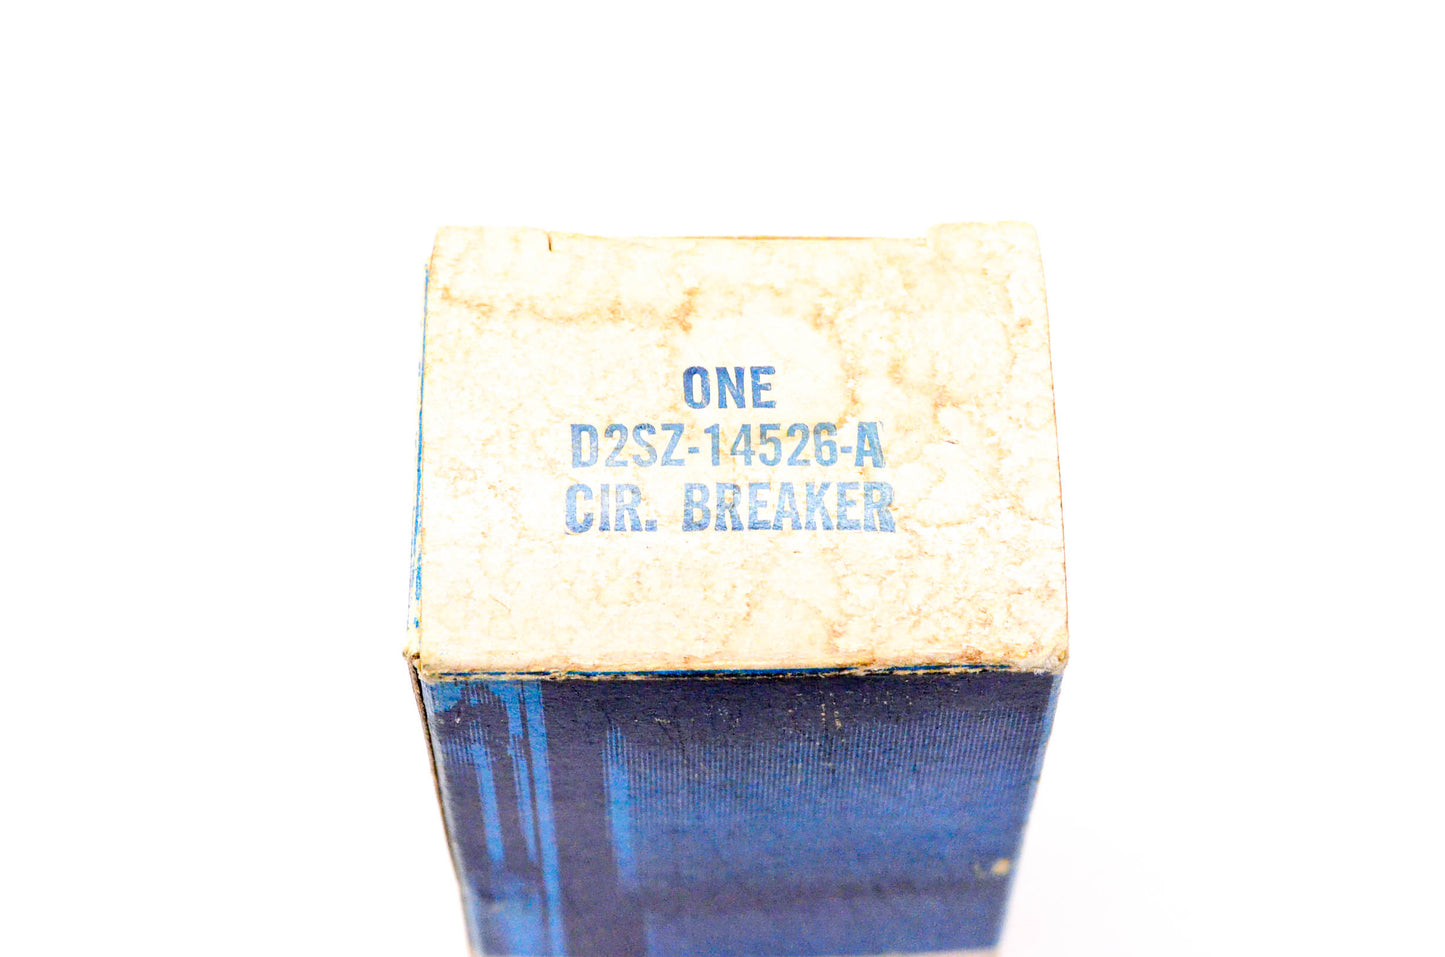 ONE
D2SZ-14526-A
CIR. BREAKER